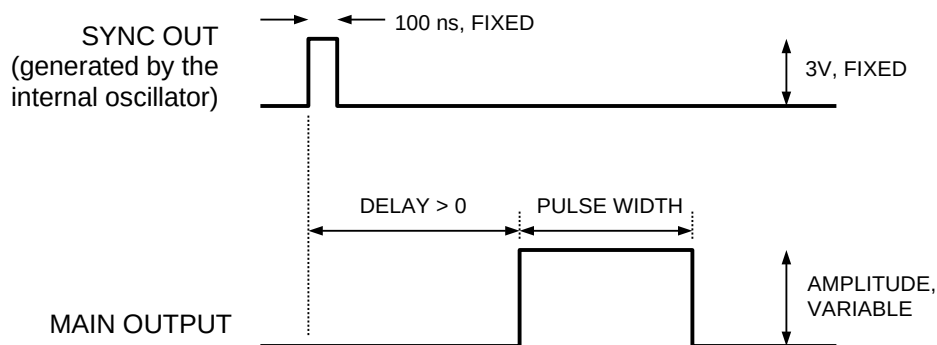 100 ns, FIXED
SYNC OUT
(generated by the
internal oscillator)
3V, FIXED
DELAY > 0
PULSE WIDTH
AMPLITUDE,
VARIABLE
MAIN OUTPUT